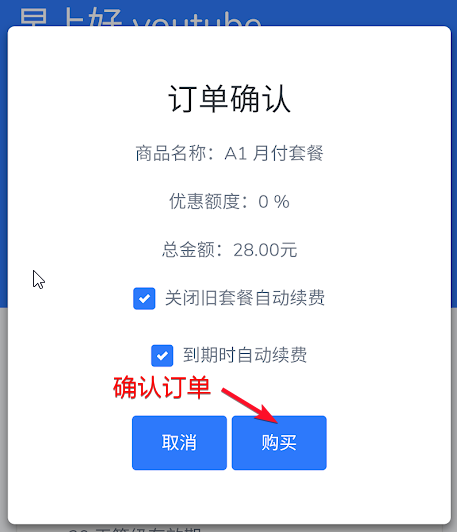 早上好 youtube
订单确认
商品名称：A1 月付套餐
优惠额度：0 %
总金额：28.00元
关闭旧套餐自动续费
到期时自动续费
确认订单
取消
购买